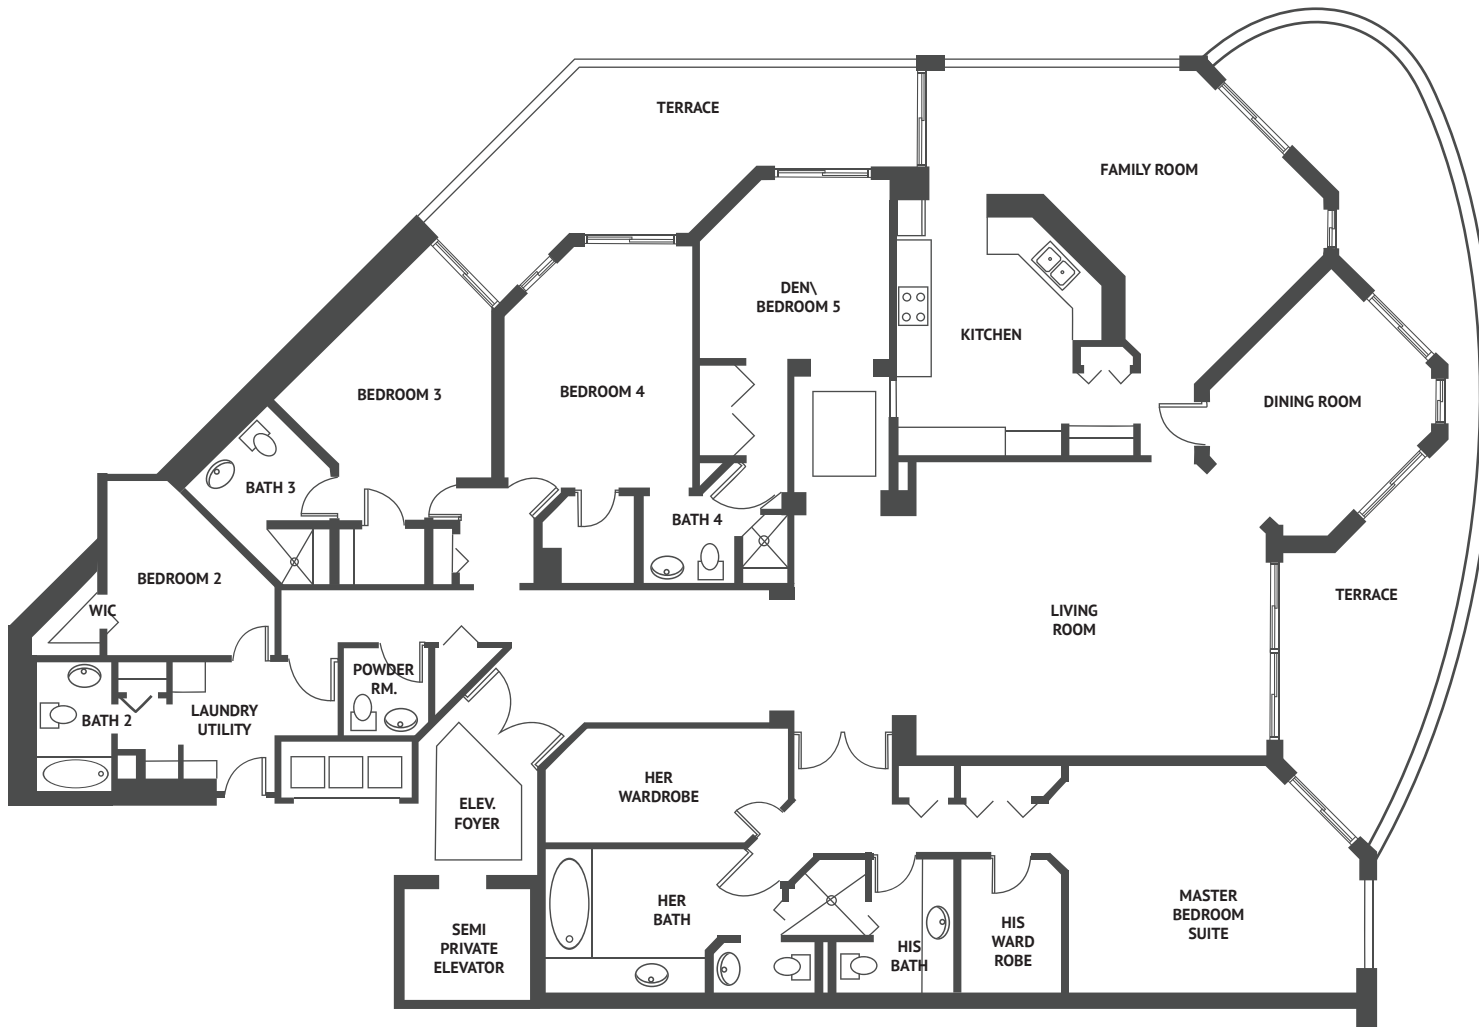 TERRACE
FAMILY ROOM
DEN\
BEDROOM 5
KITCHEN
BEDROOM 3
BEDROOM 4
DINING ROOM
BATH 3
BATH 4
BEDROOM 2
WIC
LIVING
ROOM
TERRACE
POWDER
RM.
BATH 2
LAUNDRY
UTILITY
HER
WARDROBE
ELEV.
FOYER
HER
BATH
MASTER
BEDROOM
SUITE
SEMI
PRIVATE
ELEVATOR
HIS
BATH
HIS
WARD
ROBE